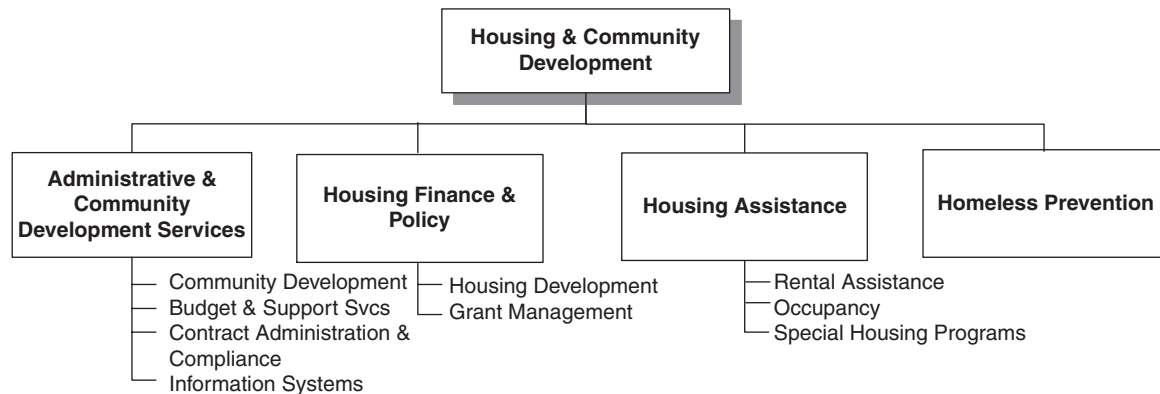 Housing & Community
Development
Administrative &
Community
Development Services
Housing Finance &
Policy
Housing Assistance
Homeless Prevention
Community Development
Budget & Support Svcs
Contract Administration &
Compliance
Information Systems
Housing Development
Grant Management
Rental Assistance
Occupancy
Special Housing Programs